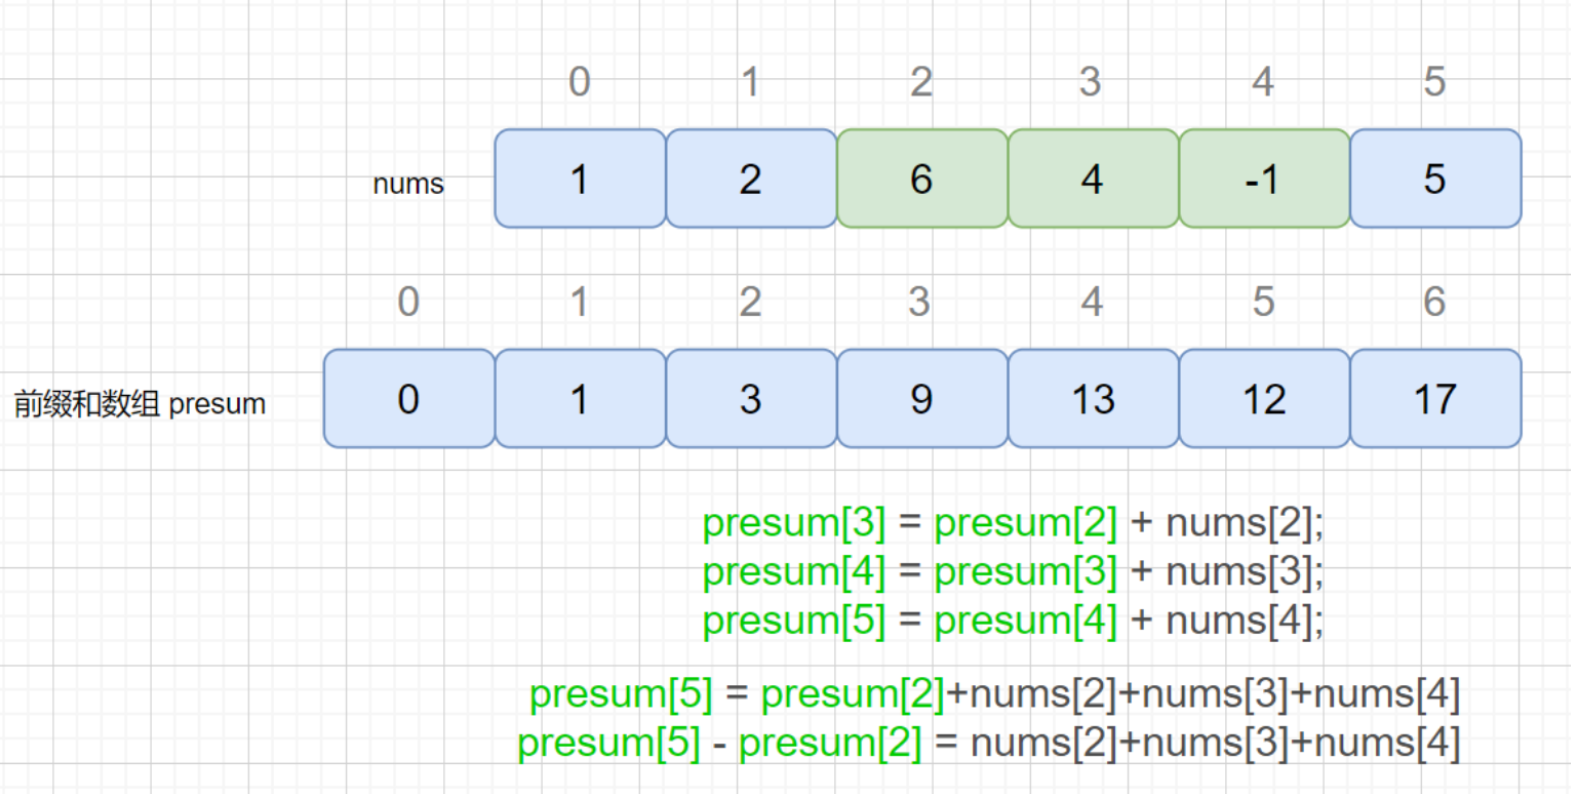 0 1 2 3 4 5
nums 1 2 6 4 -1 5
0 1 2 3 4 5 6
前缀和数组 presum 0 1 3 9 13 12 17
presum[3] = presum[2] + nums[2];
presum[4] = presum[3] + nums[3];
presum[5] = presum[4] + nums[4];
presum[5] = presum[2]+nums[2]+nums[3]+nums[4]
presum[5] - presum[2] = nums[2]+nums[3]+nums[4]